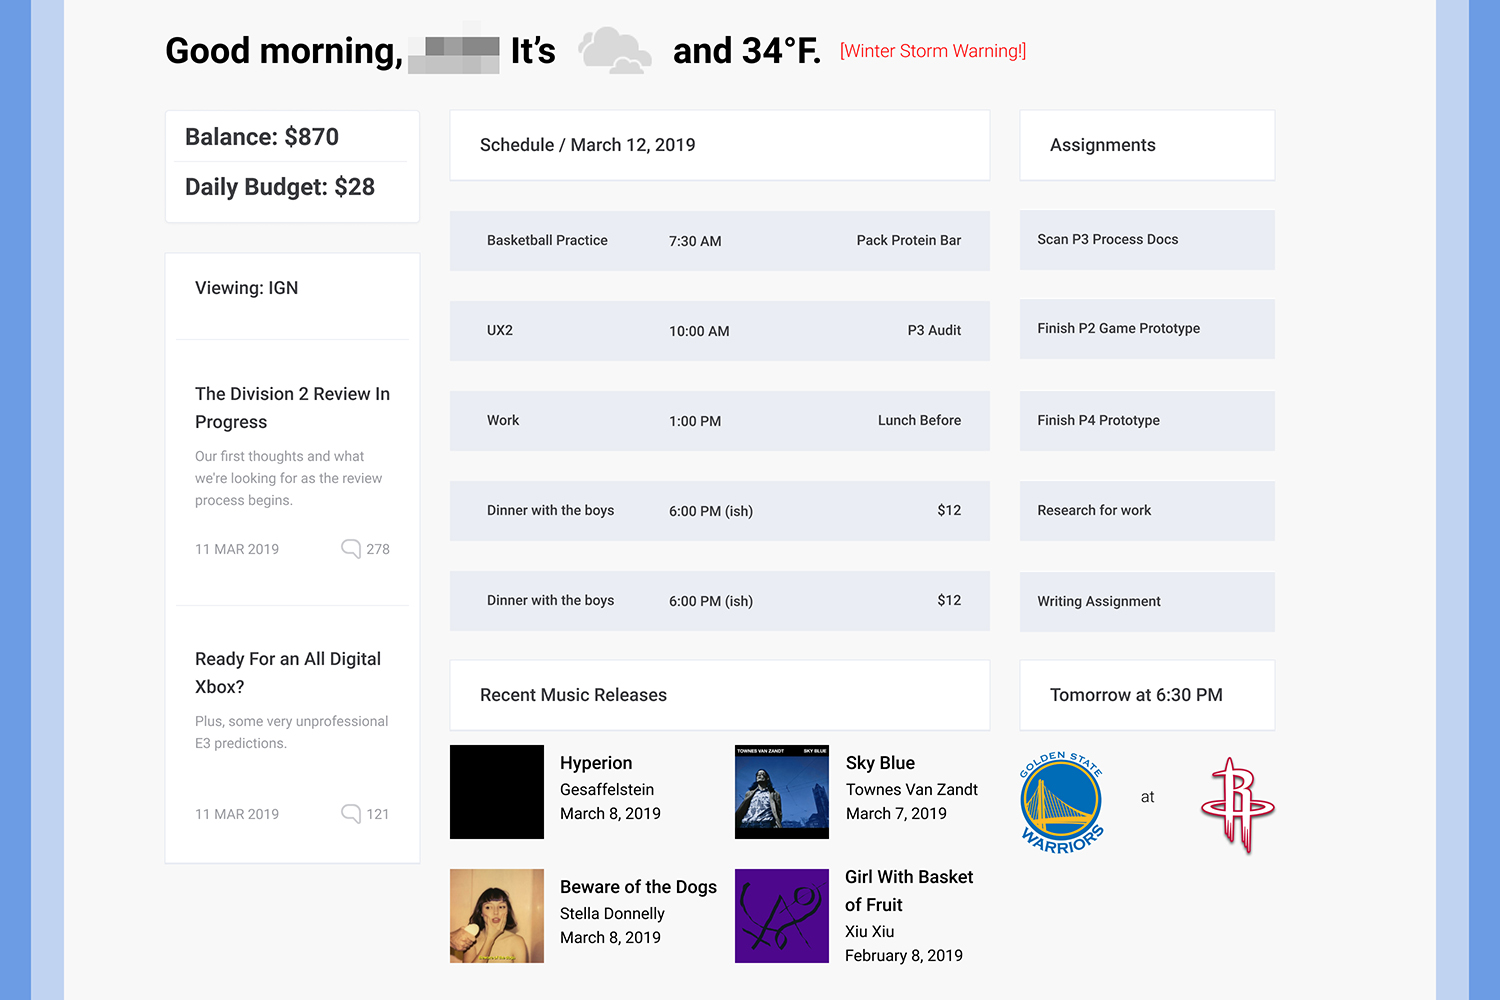 Good morning, It's and 34°F. [Winter Storm Warning!]
Balance: $870
Daily Budget: $28
Viewing: IGN
The Division 2 Review In
Progress
Our first thoughts and what
we're looking for as the review
process begins.
11 MAR 2019 278
Ready For an All Digital
Xbox?
Plus, some very unprofessional
E3 predictions.
11 MAR 2019 121
Schedule / March 12, 2019
Basketball Practice 7:30 AM Pack Protein Bar
UX2 10:00 AM P3 Audit
Work 1:00 PM Lunch Before
Dinner with the boys 6:00 PM (ish) $12
Dinner with the boys 6:00 PM (ish) $12
Assignments
Scan P3 Process Docs
Finish P2 Game Prototype
Finish P4 Prototype
Research for work
Writing Assignment
Recent Music Releases
Hyperion
Gesaffelstein
March 8, 2019
TOWNES VAN ZANDT SKY BLUE
Sky Blue
Townes Van Zandt
March 7, 2019
Beware of the Dogs
Stella Donnelly
March 8, 2019
Girl With Basket
of Fruit
Xiu Xiu
February 8, 2019
Tomorrow at 6:30 PM
GOLDEN STATE
WARRIORS
at
R